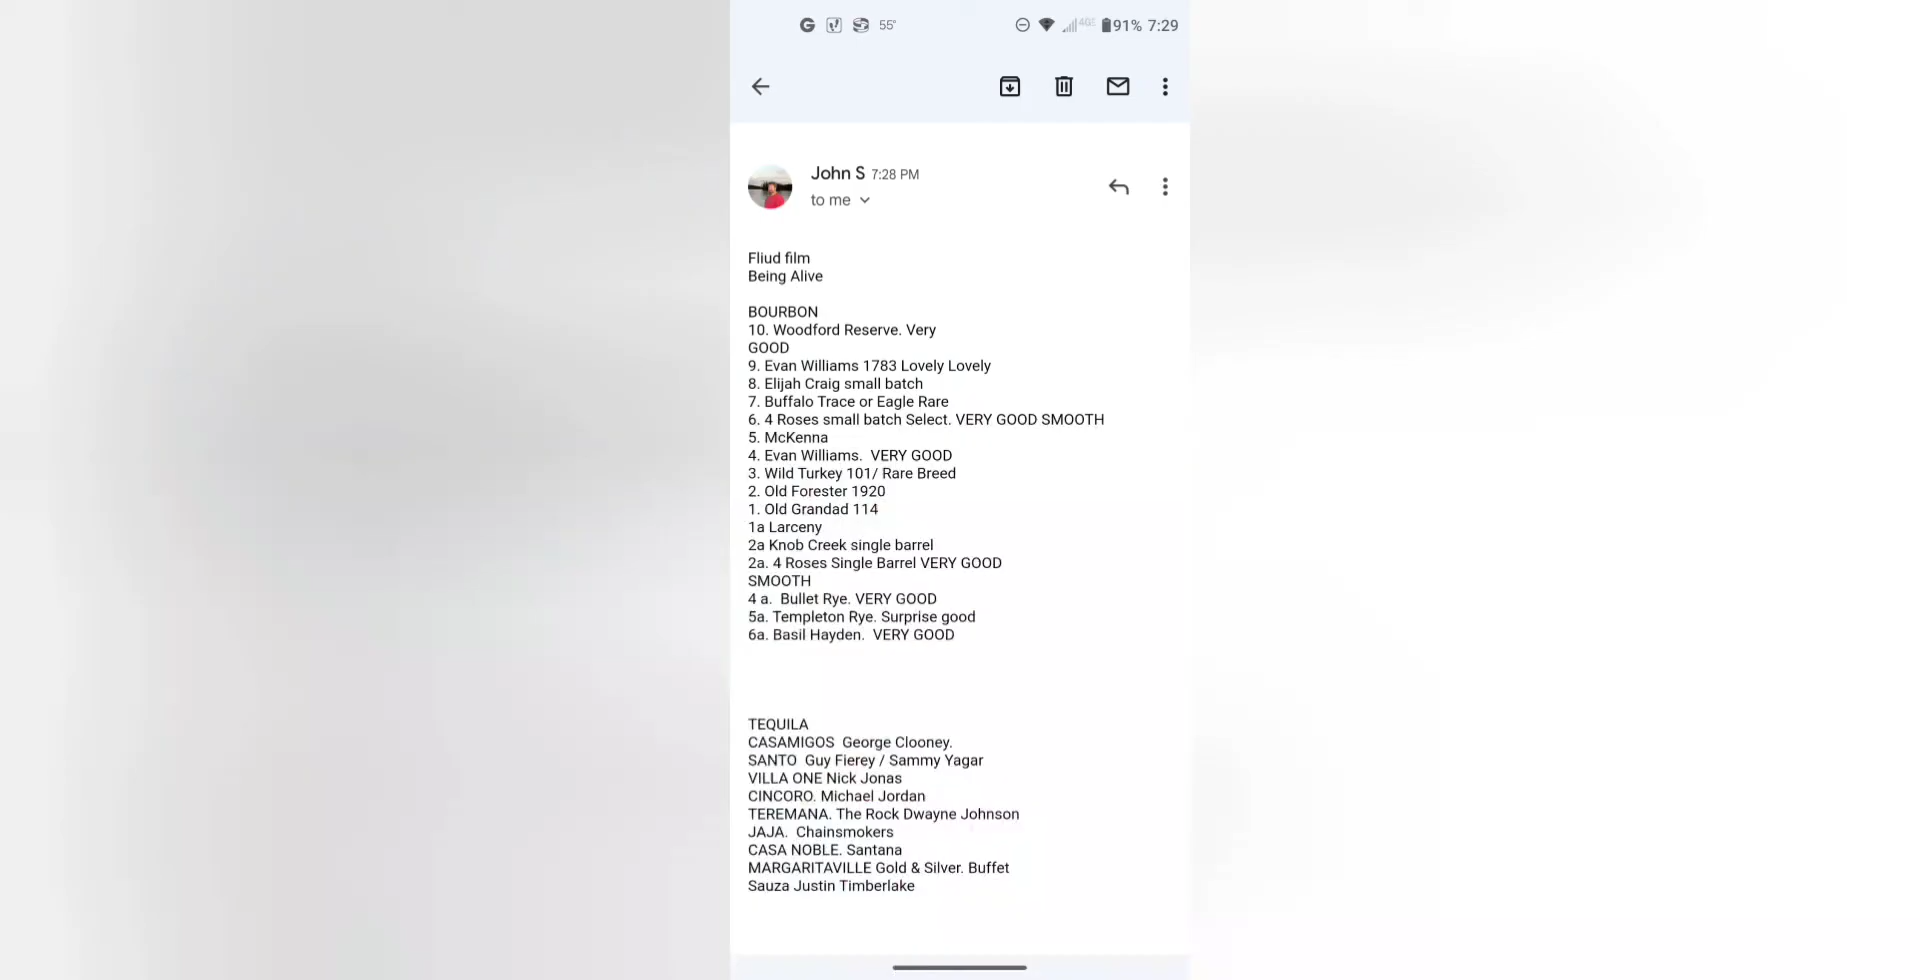 55°
4GE 91% 7:29
John S 7:28 PM
to me
Fliud film
Being Alive
BOURBON
10. Woodford Reserve. Very
GOOD
9. Evan Williams 1783 Lovely Lovely
8. Elijah Craig small batch
7. Buffalo Trace or Eagle Rare
6. 4 Roses small batch Select. VERY GOOD SMOOTH
5. McKenna
4. Evan Williams.  VERY GOOD
3. Wild Turkey 101/ Rare Breed
2. Old Forester 1920
1. Old Grandad 114
1a Larceny
2a Knob Creek single barrel
2a. 4 Roses Single Barrel VERY GOOD
SMOOTH
4 a.  Bullet Rye. VERY GOOD
5a. Templeton Rye. Surprise good
6a. Basil Hayden.  VERY GOOD
TEQUILA
CASAMIGOS  George Clooney.
SANTO  Guy Fierey / Sammy Yagar
VILLA ONE Nick Jonas
CINCORO. Michael Jordan
TEREMANA. The Rock Dwayne Johnson
JAJA.  Chainsmokers
CASA NOBLE. Santana
MARGARITAVILLE Gold & Silver. Buffet
Sauza Justin Timberlake